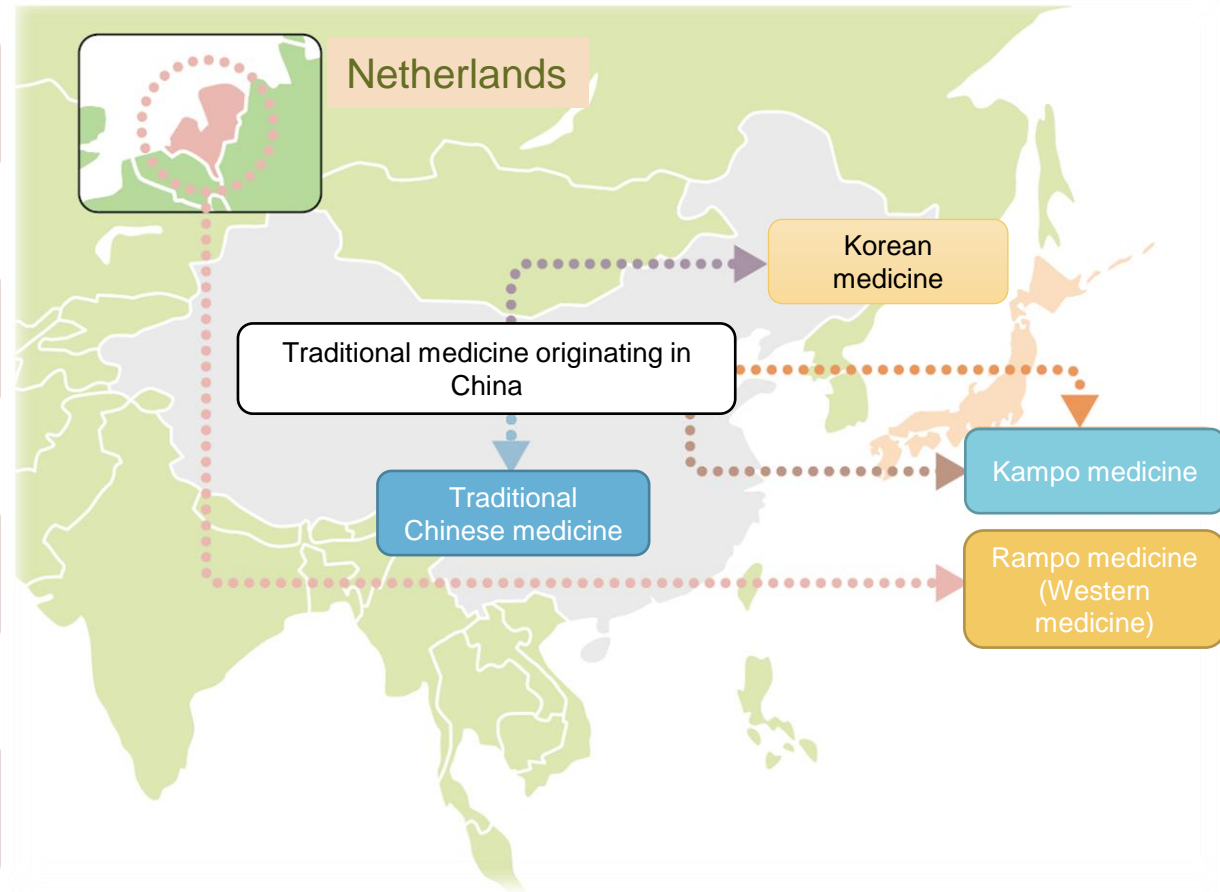 Netherlands
Korean
medicine
Traditional medicine originating in
China
Traditional
Chinese medicine
Kampo medicine
Rampo medicine
(Western
medicine)